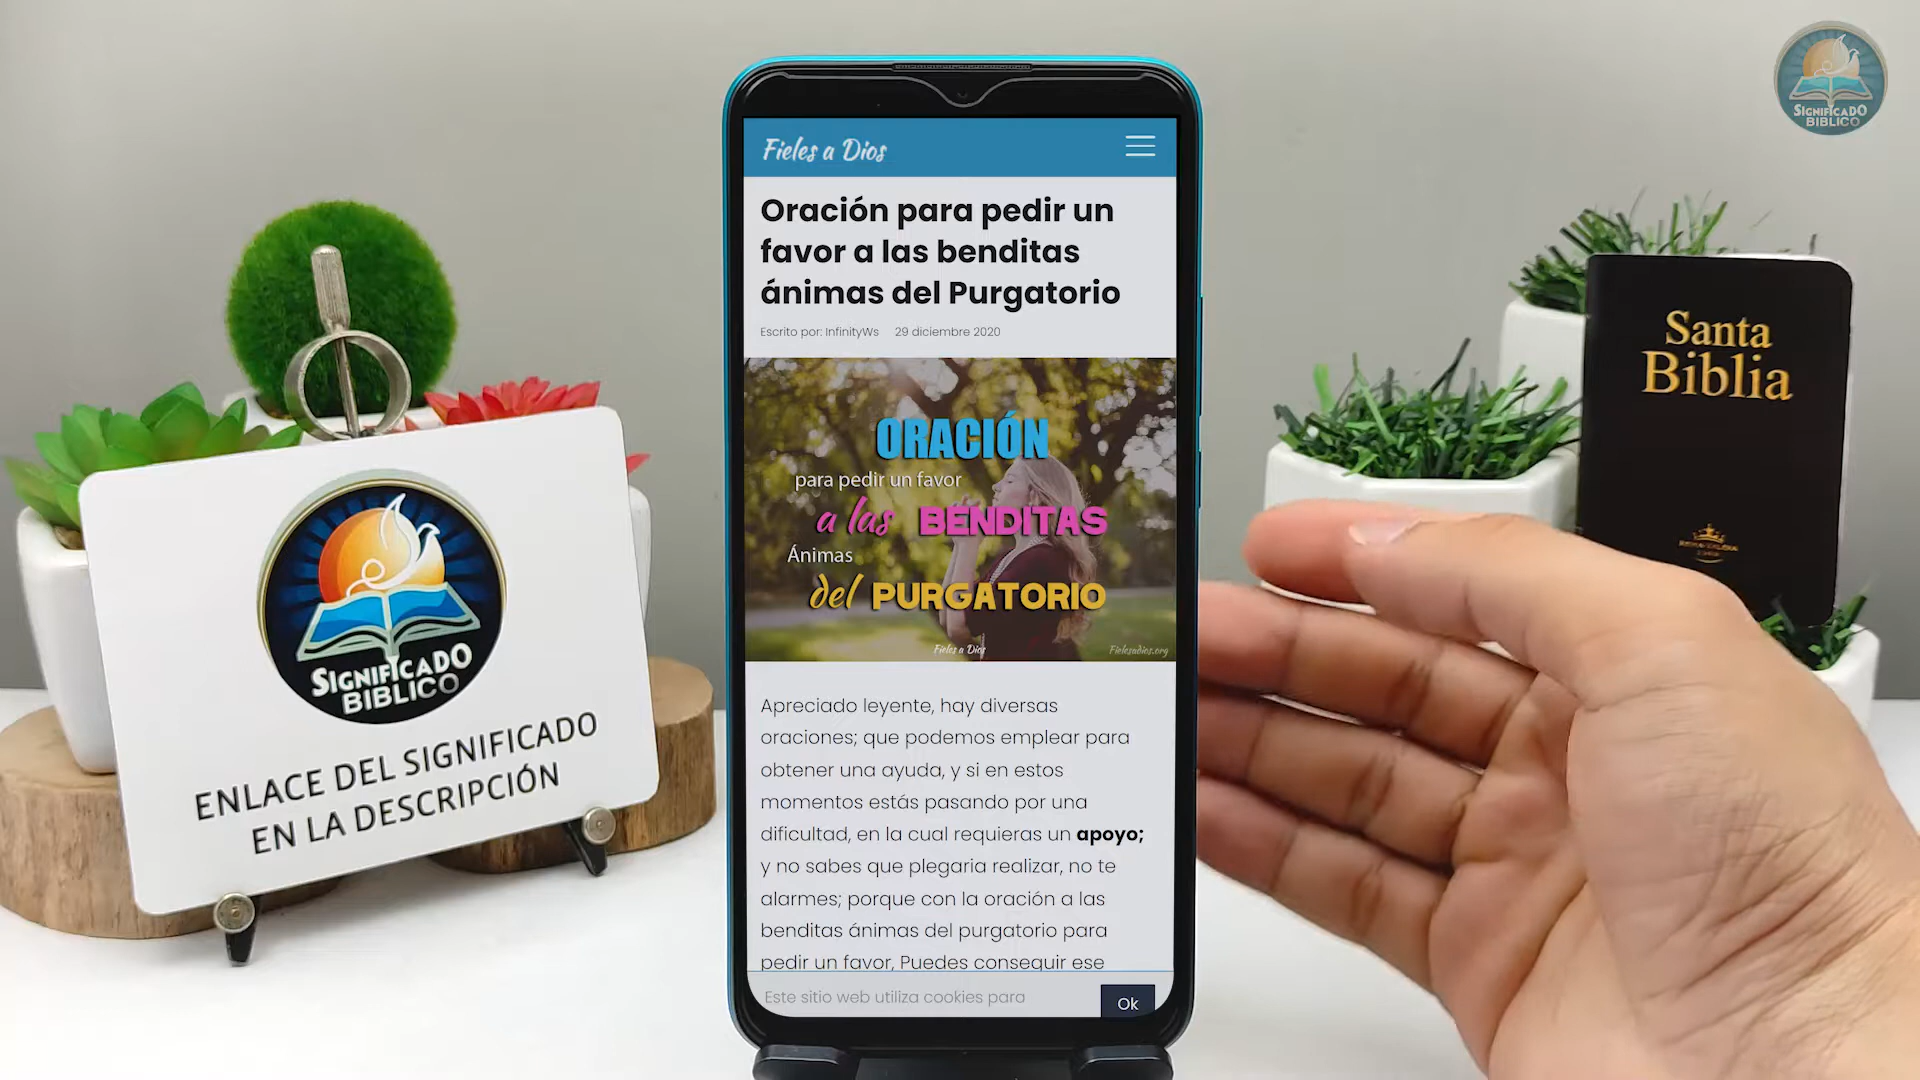 SIGNIFICADO
BIBLICO
Fieles a Dios
Oración para pedir un
favor a las benditas
ánimas del Purgatorio
Escrito por: InfinityWs 29 diciembre 2020
ORACIÓN
para pedir un favor
a las BENDITAS
Ánimas
del PURGATORIO
Fieles a Dios
Fielesadios.org
Apreciado leyente, hay diversas
oraciones; que podemos emplear para
obtener una ayuda, y si en estos
momentos estás pasando por una
dificultad, en la cual requieras un apoyo;
y no sabes que plegaria realizar, no te
alarmes; porque con la oración a las
benditas ánimas del purgatorio para
pedir un favor, Puedes conseguir ese
Este sitio web utiliza cookies para
Ok
SIGNIFICADO
BIBLICO
ENLACE DEL SIGNIFICADO
EN LA DESCRIPCIÓN
Santa
Biblia